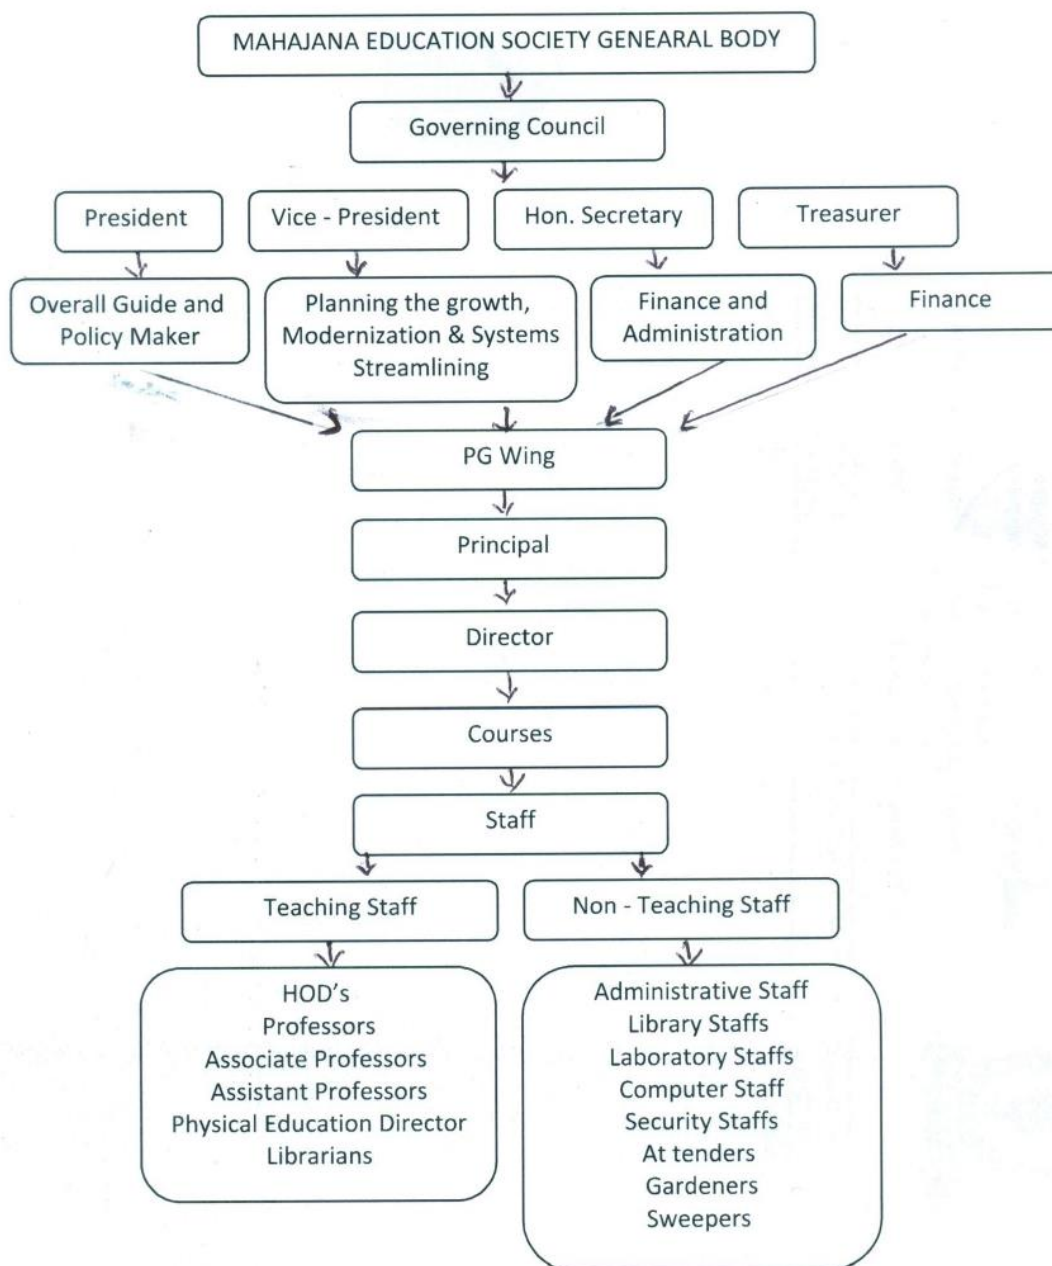 MAHAJANA EDUCATION SOCIETY GENEARAL BODY
Governing Council
President
Vice - President
Hon. Secretary
Treasurer
Overall Guide and
Policy Maker
Planning the growth,
Modernization & Systems
Streamlining
Finance and
Administration
Finance
PG Wing
Principal
Director
Courses
Staff
Teaching Staff
Non - Teaching Staff
HOD's
Professors
Associate Professors
Assistant Professors
Physical Education Director
Librarians
Administrative Staff
Library Staffs
Laboratory Staffs
Computer Staff
Security Staffs
At tenders
Gardeners
Sweepers